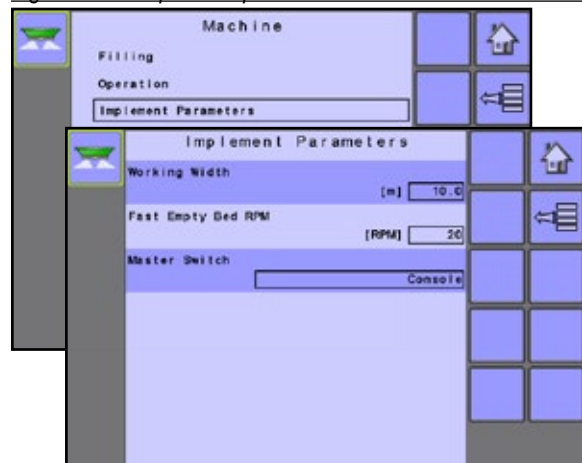 Machine
Filling
Operation
Implement Parameters
Implement Parameters
Working Width
[m] 10.0
Fast Empty Bed RPM
[RPM] 20
Master Switch
Console